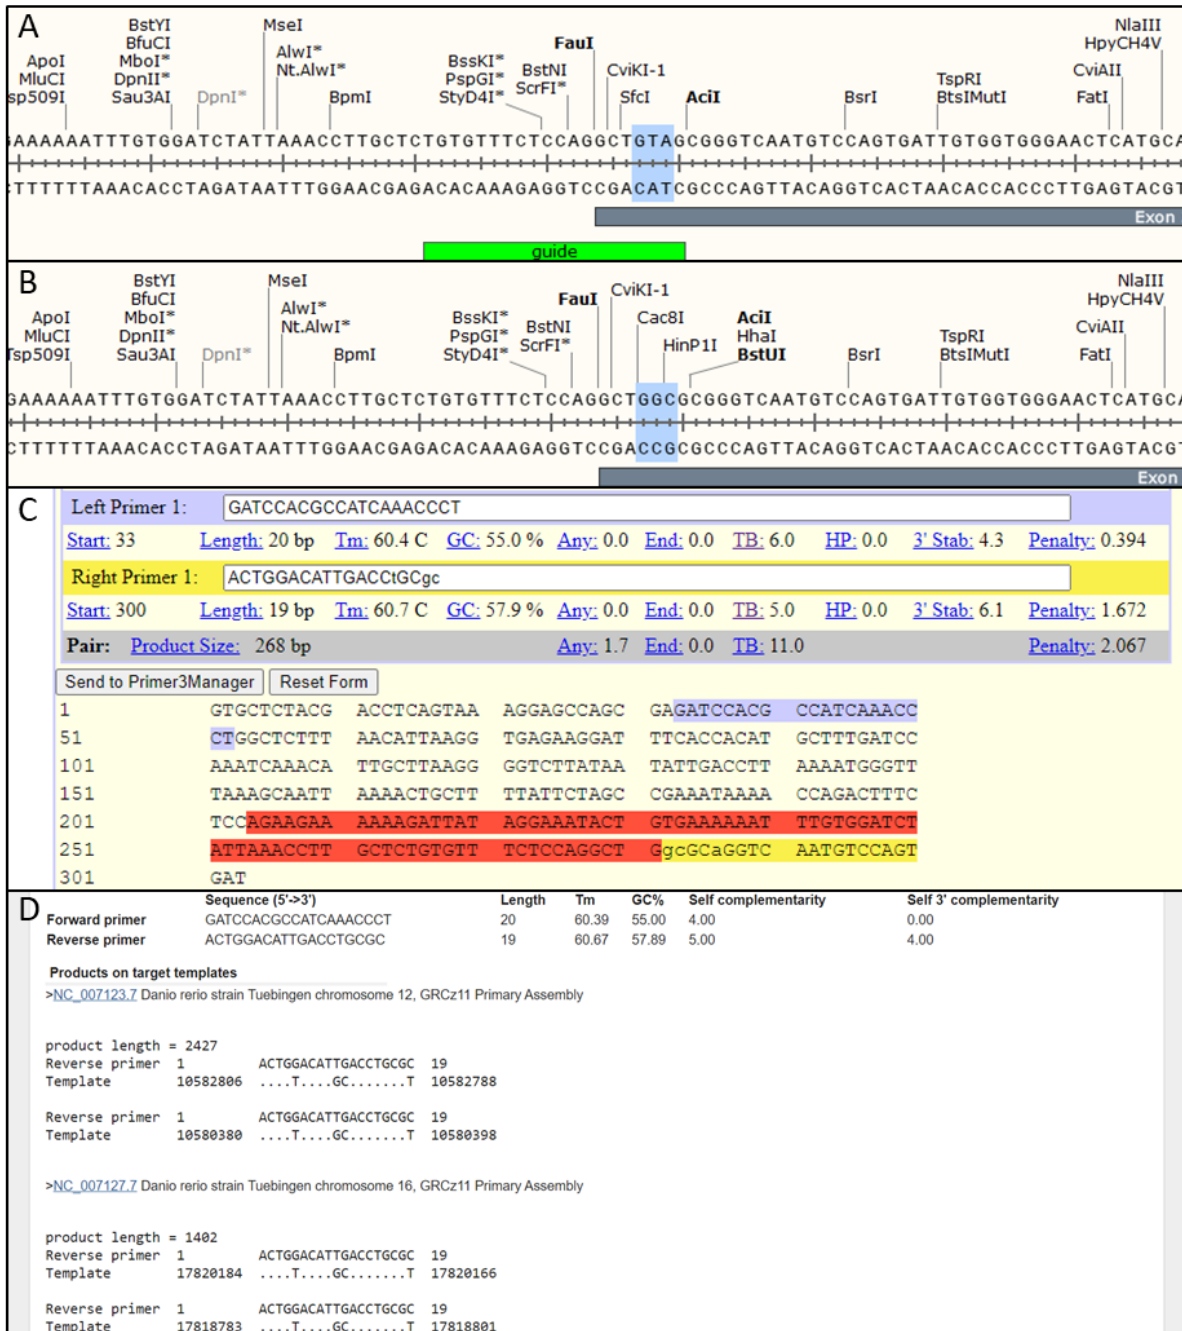 A
BstYI MseI NlaIII
BfuCI FauI HpyCH4V
ApoI MboI* AlwI* BssKI* CviKI-1 CviAII
MluCI DpnII* Nt.AlwI* PspGI* BstNI TspRI
sp509I Sau3AI DpnI* BpmI StyD4I* ScrFI* SfcI AciI BsrI BtsIMutI FatI
GAAAAAATTTGTGGATCTATTAAACCTTGCTCTGTGTTTCTCCAGGCTGTAGCGGGTCAATGTCCAGTGATTGTGGTGGGAACTCATGCA
CTTTTTTAAACACCTAGATAATTTGGAACGAGACACAAAGAGGTCCGACATCGCCCAGTTACAGGTCACTAACACCACCCTTGAGTACGT
Exon
guide
B
BstYI MseI NlaIII
BfuCI FauI CviKI-1 HpyCH4V
ApoI MboI* AlwI* BssKI* Cac8I AciI CviAII
MluCI DpnII* Nt.AlwI* PspGI* BstNI HhaI TspRI
Tsp509I Sau3AI DpnI* BpmI StyD4I* ScrFI* HinP1I BstUI BsrI BtsIMutI FatI
GAAAAAATTTGTGGATCTATTAAACCTTGCTCTGTGTTTCTCCAGGCTGGCGCGGGTCAATGTCCAGTGATTGTGGTGGGAACTCATGCA
CTTTTTTAAACACCTAGATAATTTGGAACGAGACACAAAGAGGTCCGACCGCGCCCAGTTACAGGTCACTAACACCACCCTTGAGTACGT
Exon
C
Left Primer 1: GATCCACGCCATCAAACCCT
Start: 33 Length: 20 bp Tm: 60.4 C GC: 55.0 % Any: 0.0 End: 0.0 TB: 6.0 HP: 0.0 3' Stab: 4.3 Penalty: 0.394
Right Primer 1: ACTGGACATTGACCtGCgc
Start: 300 Length: 19 bp Tm: 60.7 C GC: 57.9 % Any: 0.0 End: 0.0 TB: 5.0 HP: 0.0 3' Stab: 6.1 Penalty: 1.672
Pair: Product Size: 268 bp Any: 1.7 End: 0.0 TB: 11.0 Penalty: 2.067
Send to Primer3Manager Reset Form
1 GTGCTCTACG ACCTCAGTAA AGGAGCCAGC GAGATCCACG CCATCAAACC
51 CTGGCTCTTT AACATTAAGG TGAGAAGGAT TTCACCACAT GCTTTGATCC
101 AAATCAAACA TTGCTTAAGG GGTCTTATAA TATTGACCTT AAAATGGGTT
151 TAAAGCAATT AAAACTGCTT TTATTCTAGC CGAAATAAAA CCAGACTTTC
201 TCCAGAAGAA AAAAGATTAT AGGAAATACT GTGAAAAAAT TTGTGGATCT
251 ATTAAACCTT GCTCTGTGTT TCTCCAGGCT GgcGCaGGTC AATGTCCAGT
301 GAT
D
Sequence (5'->3') Length Tm GC% Self complementarity Self 3' complementarity
Forward primer GATCCACGCCATCAAACCCT 20 60.39 55.00 4.00 0.00
Reverse primer ACTGGACATTGACCTGCGC 19 60.67 57.89 5.00 4.00
Products on target templates
>NC_007123.7 Danio rerio strain Tuebingen chromosome 12, GRCz11 Primary Assembly
product length = 2427
Reverse primer 1 ACTGGACATTGACCTGCGC 19
Template 10582806 ....T....GC.......T 10582788
Reverse primer 1 ACTGGACATTGACCTGCGC 19
Template 10580380 ....T....GC.......T 10580398
>NC_007127.7 Danio rerio strain Tuebingen chromosome 16, GRCz11 Primary Assembly
product length = 1402
Reverse primer 1 ACTGGACATTGACCTGCGC 19
Template 17820184 ....T....GC.......T 17820166
Reverse primer 1 ACTGGACATTGACCTGCGC 19
Template 17818783 ....T....GC.......T 17818801